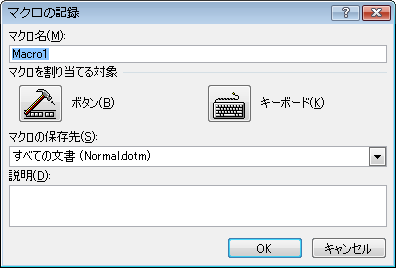 マクロの記録
マクロ名(M):
Macro1
マクロを割り当てる対象
ボタン(B)
キーボード(K)
マクロの保存先(S):
すべての文書 (Normal.dotm)
説明(D):
OK
キャンセル